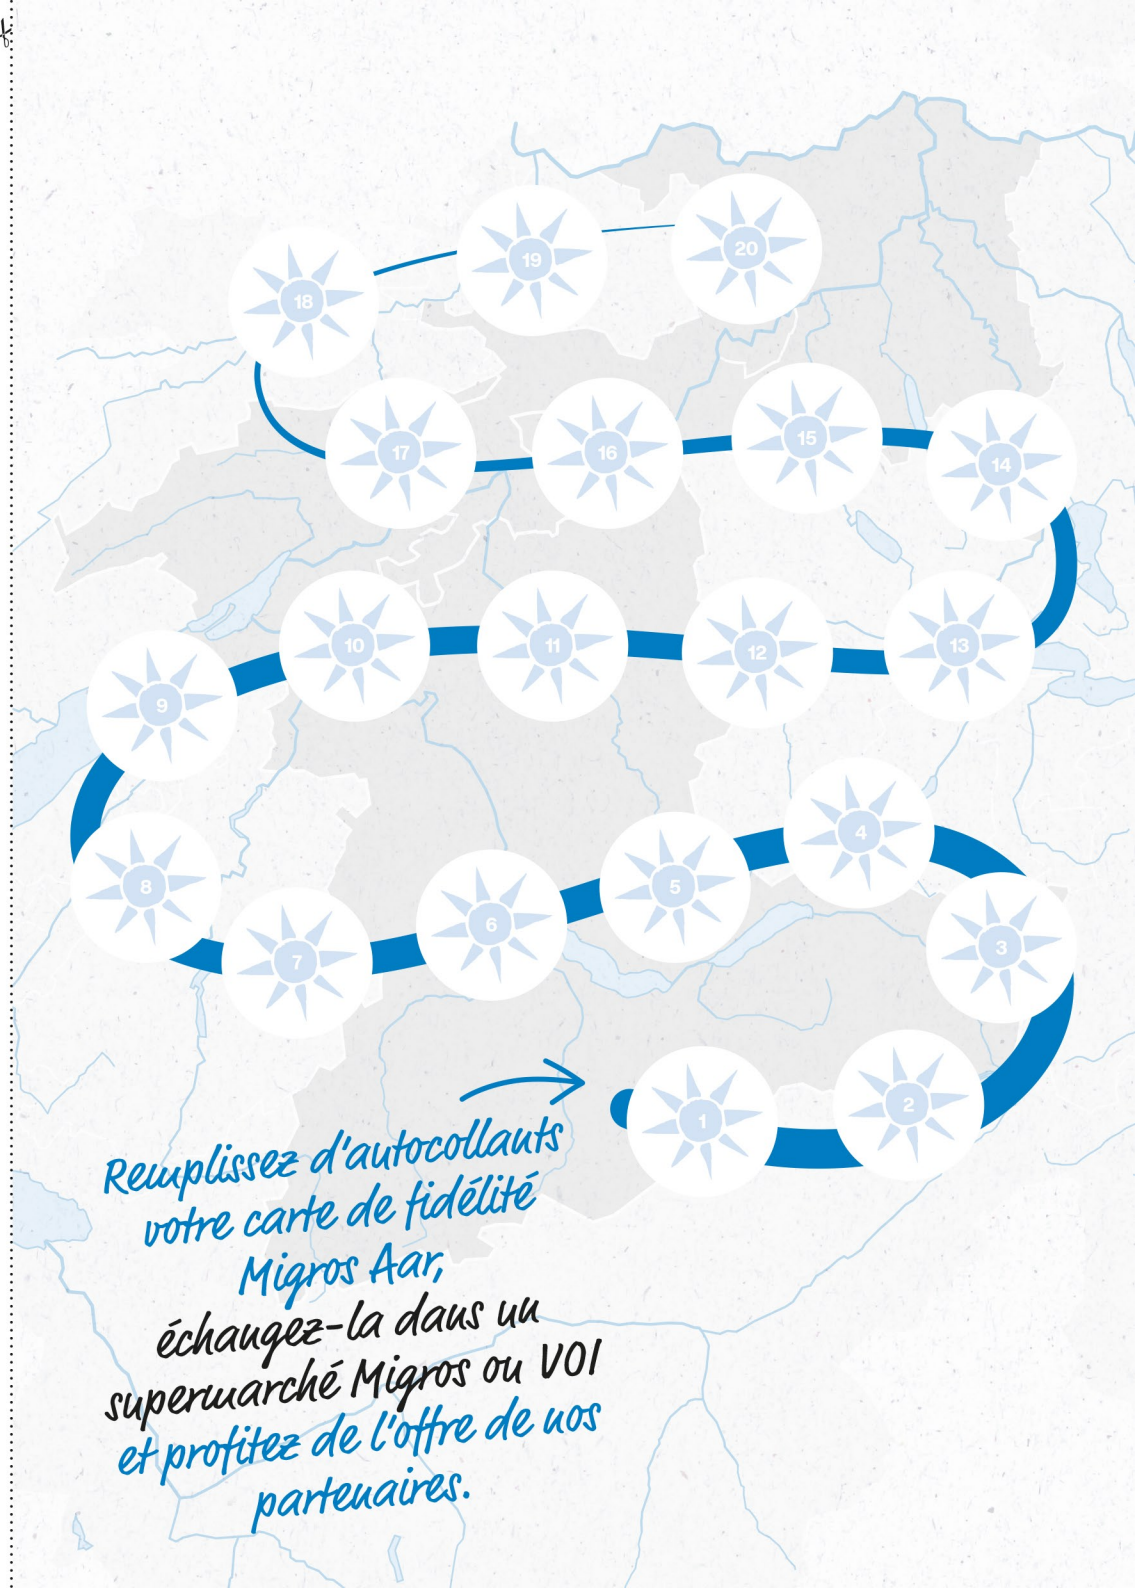 19
20
18
17
16
15
14
10
11
12
13
9
4
8
5
3
7
6
1
2
Remplissez d'autocollants
votre carte de fidélité
Migros Aar,
échangez-la dans un
supermarché Migros ou VOI
et profitez de l'offre de nos
partenaires.